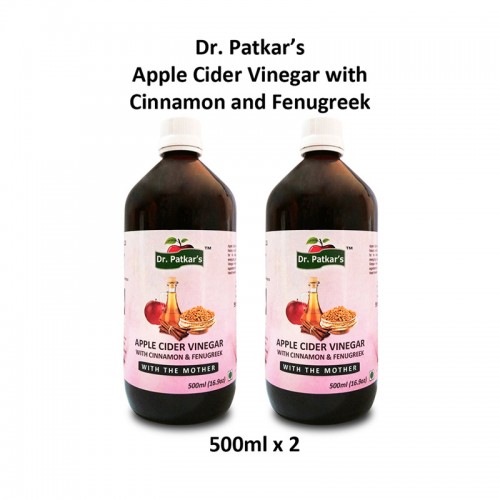 Dr. Patkar's
Apple Cider Vinegar with
Cinnamon and Fenugreek
Dr. Patkar's™
APPLE CIDER VINEGAR
WITH CINNAMON & FENUGREEK
WITH THE MOTHER
500ml (16.9oz)
Dr. Patkar's™
APPLE CIDER VINEGAR
WITH CINNAMON & FENUGREEK
WITH THE MOTHER
500ml (16.9oz)
500ml x 2